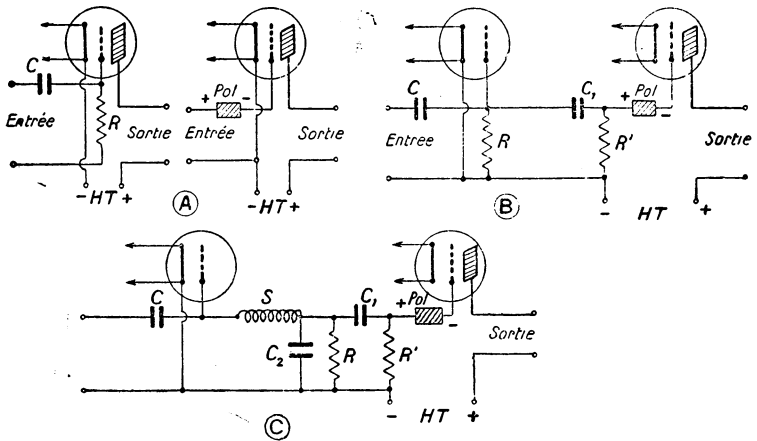 C
Entrée
R
Sortie
- HT +
+ Pol -
Entrée
Sortie
- HT +
A
C
Entree
R
C₁
R'
+ Pol -
Sortie
- HT +
B
C
S
C₂
R
C₁
R'
+ Pol -
Sortie
- HT +
C